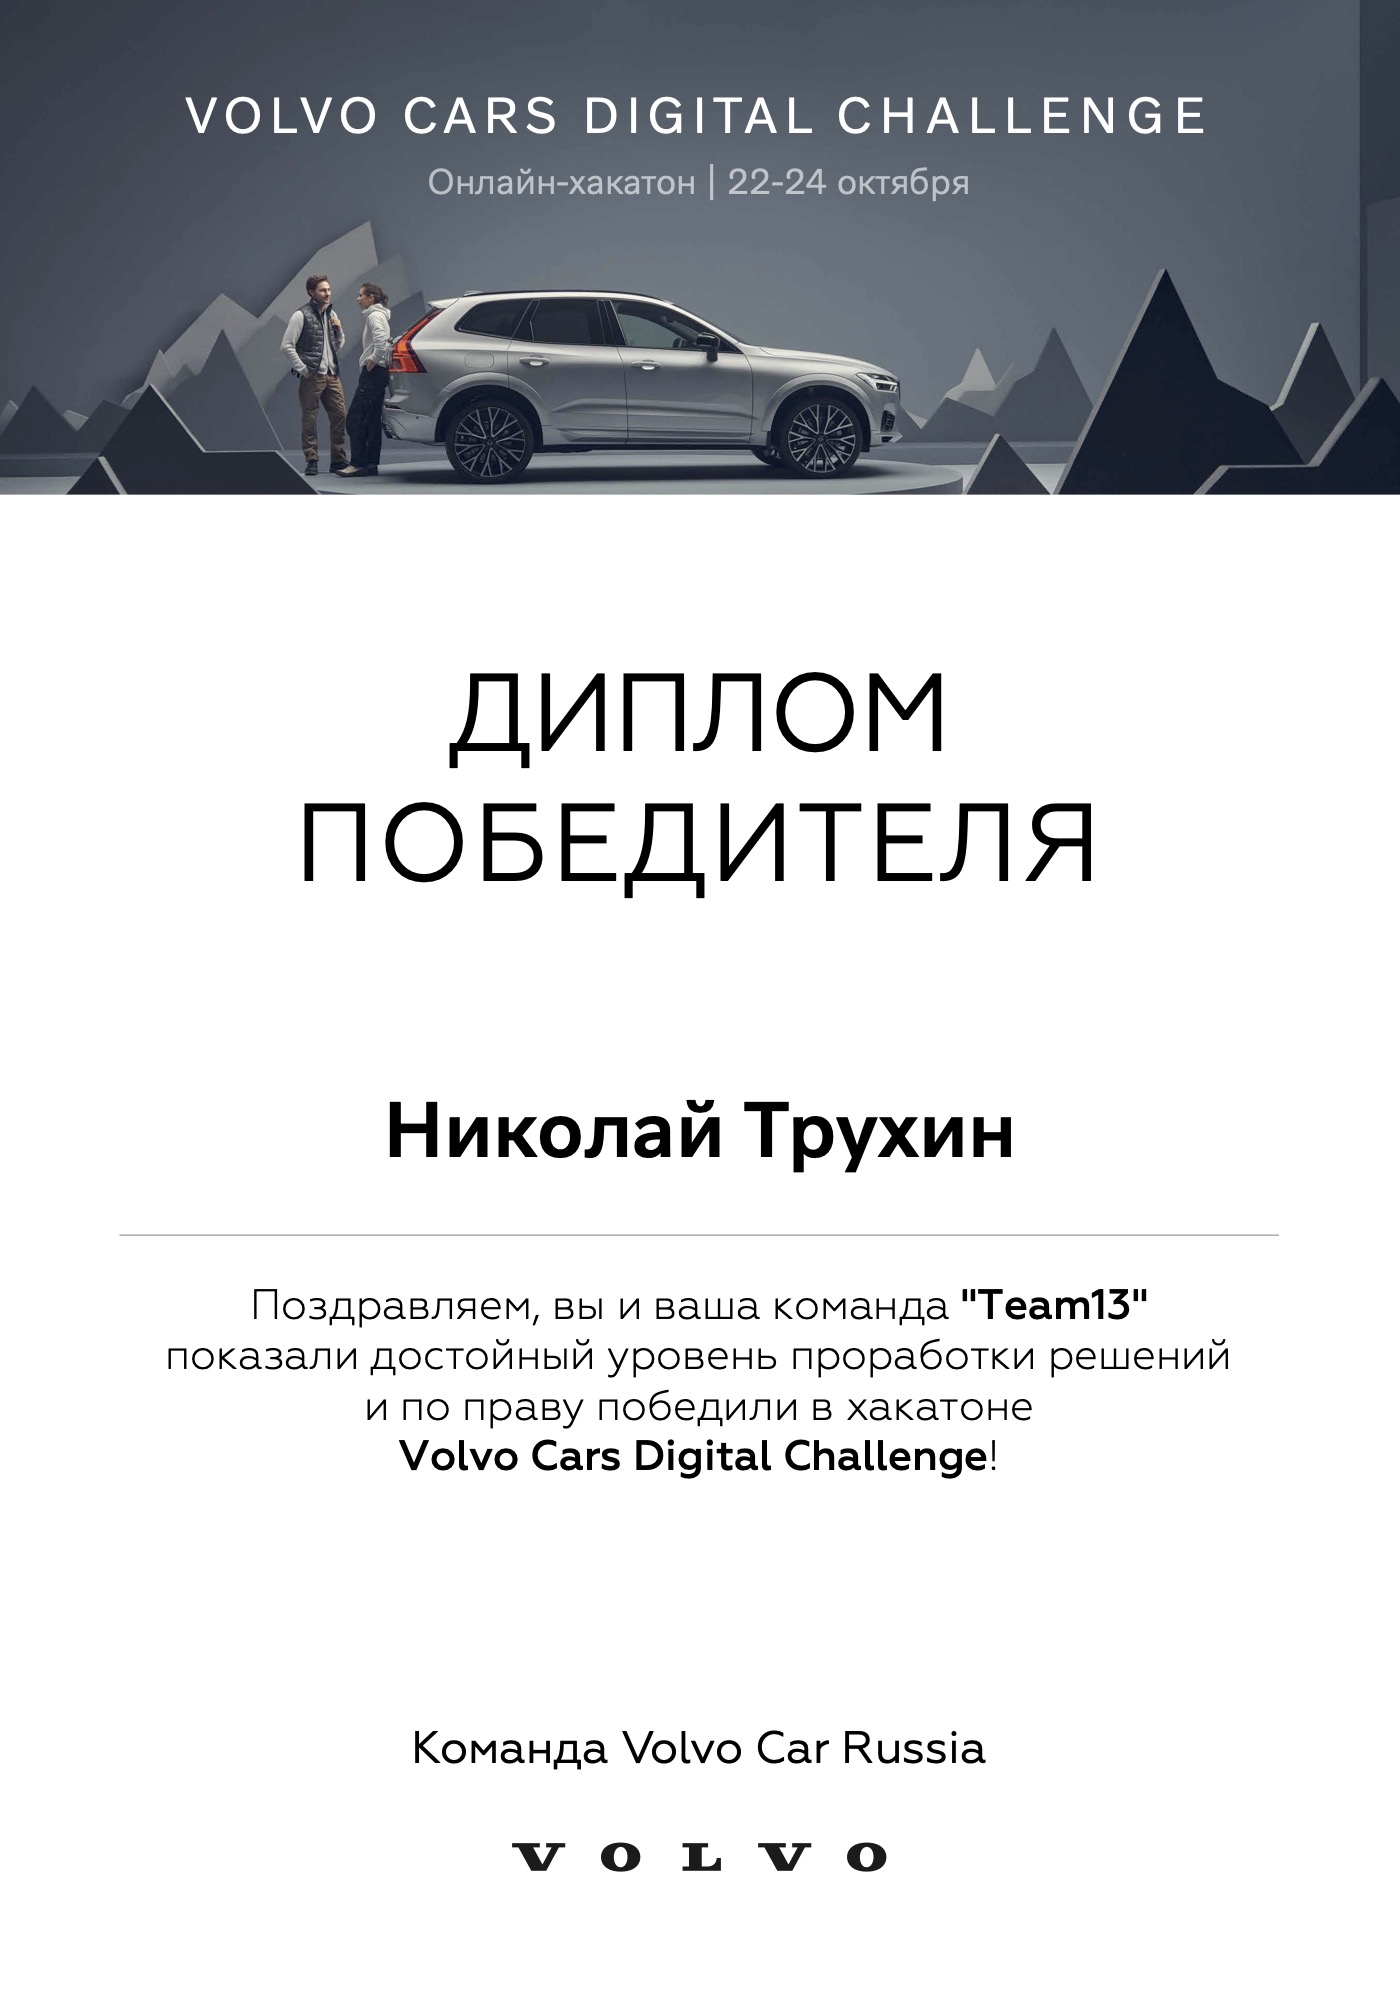 VOLVO CARS DIGITAL CHALLENGE
Онлайн-хакатон | 22-24 октября
ДИПЛОМ
ПОБЕДИТЕЛЯ
Николай Трухин
Поздравляем, вы и ваша команда "Team13"
показали достойный уровень проработки решений
и по праву победили в хакатоне
Volvo Cars Digital Challenge!
Команда Volvo Car Russia
VOLVO